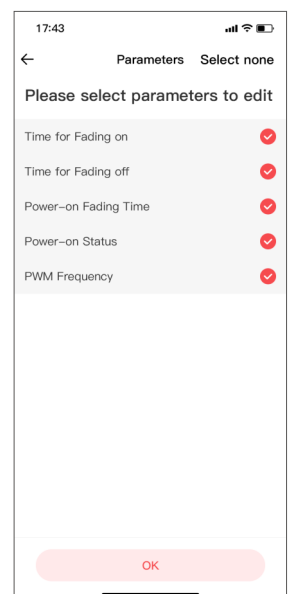 17:43
Parameters Select none
Please select parameters to edit
Time for Fading on
Time for Fading off
Power-on Fading Time
Power-on Status
PWM Frequency
OK